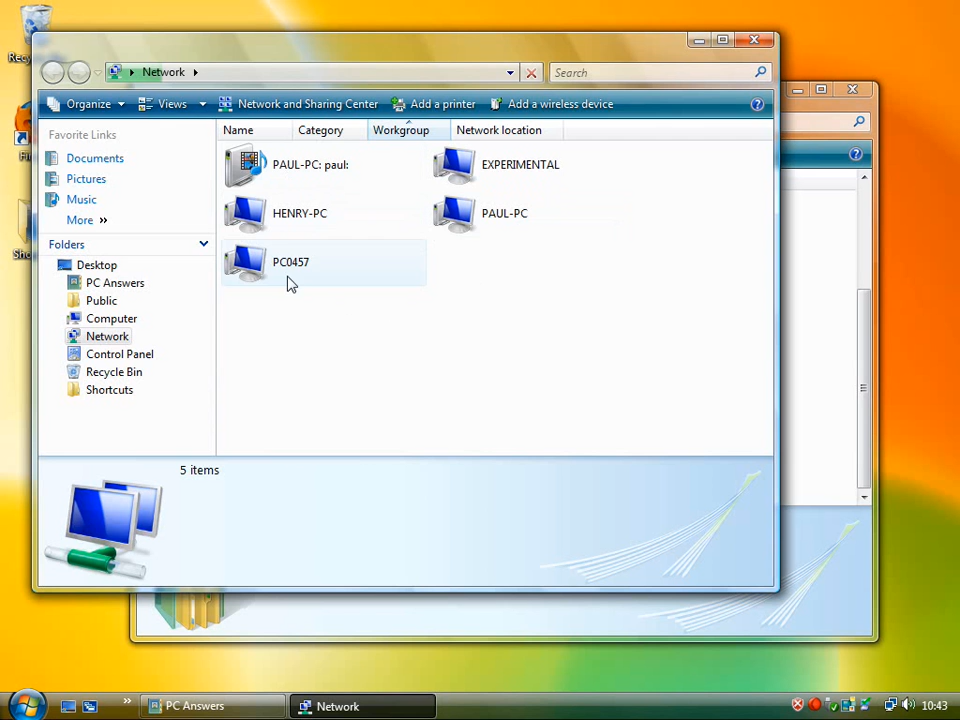 Recy
Network
Search
Organize
Views
Network and Sharing Center
Add a printer
Add a wireless device
Favorite Links
Documents
Pictures
Music
More »
Folders
Desktop
PC Answers
Public
Computer
Network
Control Panel
Recycle Bin
Shortcuts
Name
Category
Workgroup
Network location
PAUL-PC: paul:
EXPERIMENTAL
HENRY-PC
PAUL-PC
PC0457
5 items
PC Answers
Network
10:43